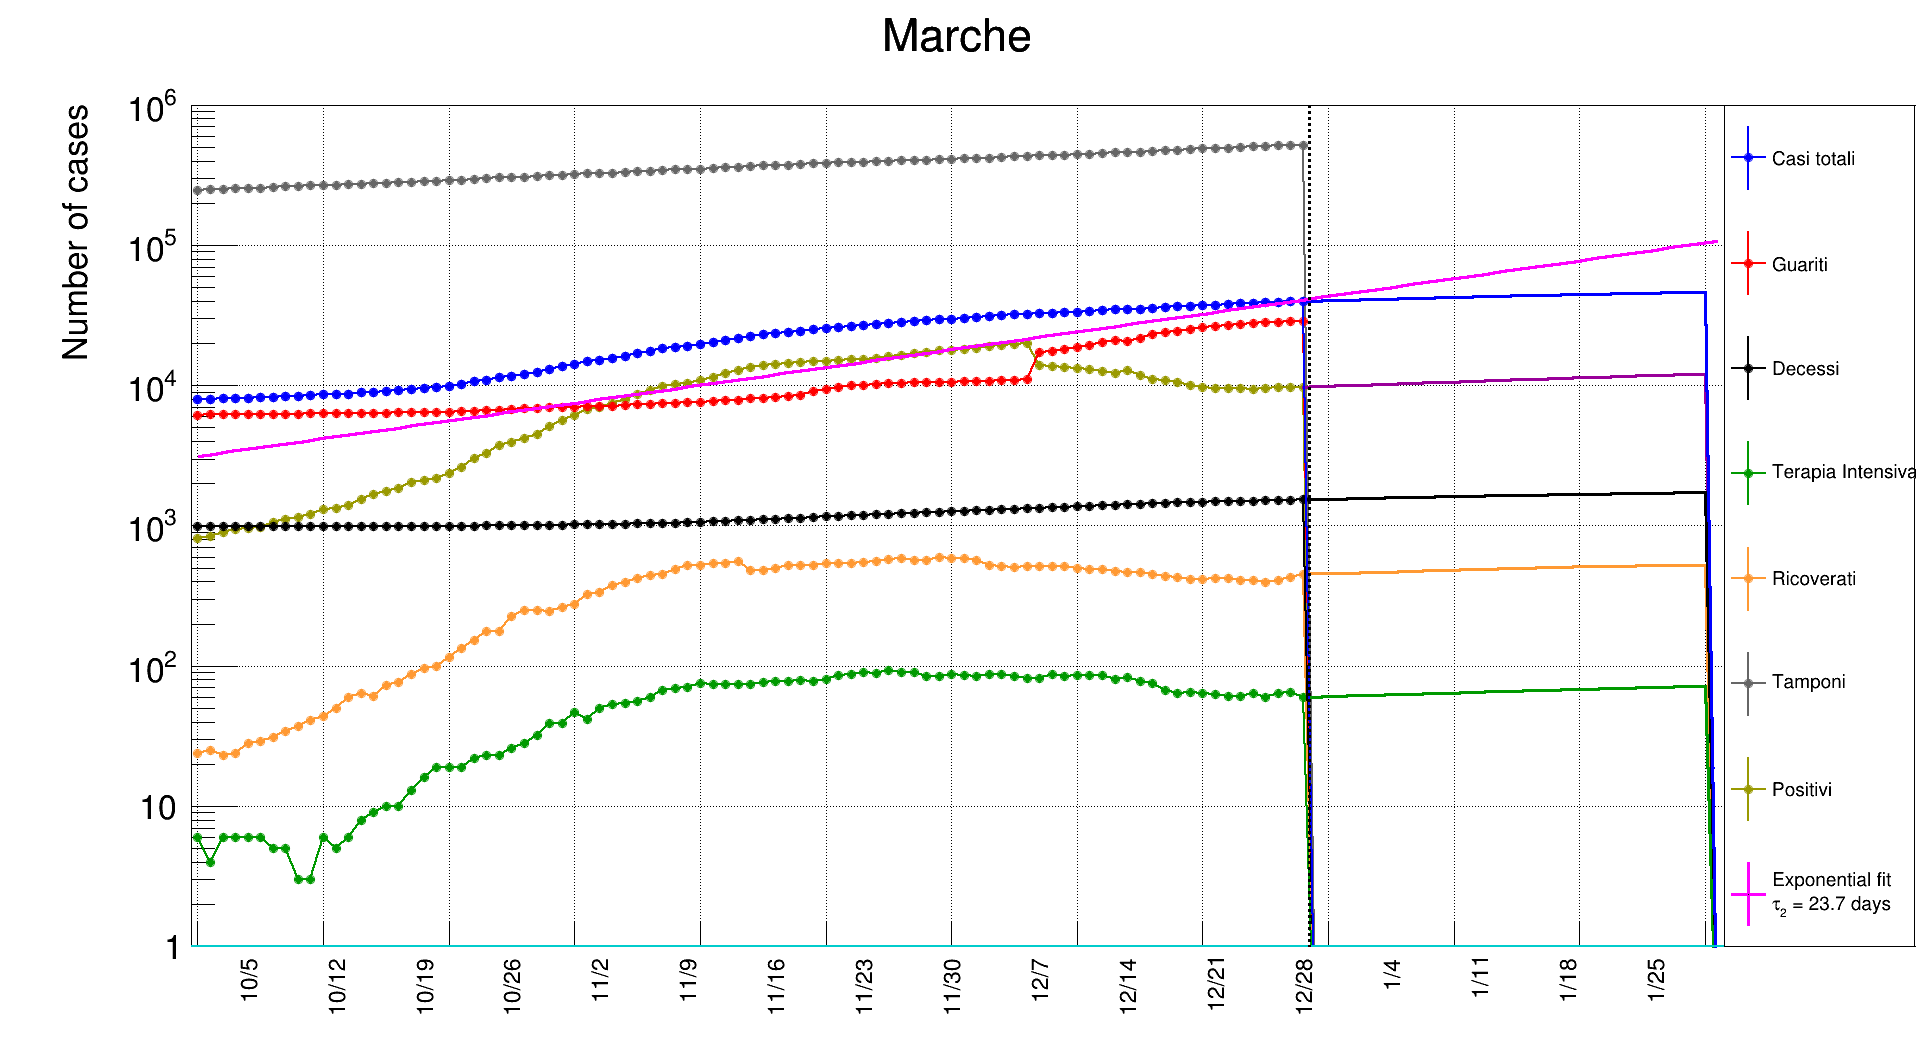 Marche
Number of cases
10^6
10^5
10^4
10^3
10^2
10
1
10/5
10/12
10/19
10/26
11/2
11/9
11/16
11/23
11/30
12/7
12/14
12/21
12/28
1/4
1/11
1/18
1/25
Casi totali
Guariti
Decessi
Terapia Intensiva
Ricoverati
Tamponi
Positivi
Exponential fit
τ₂ = 23.7 days